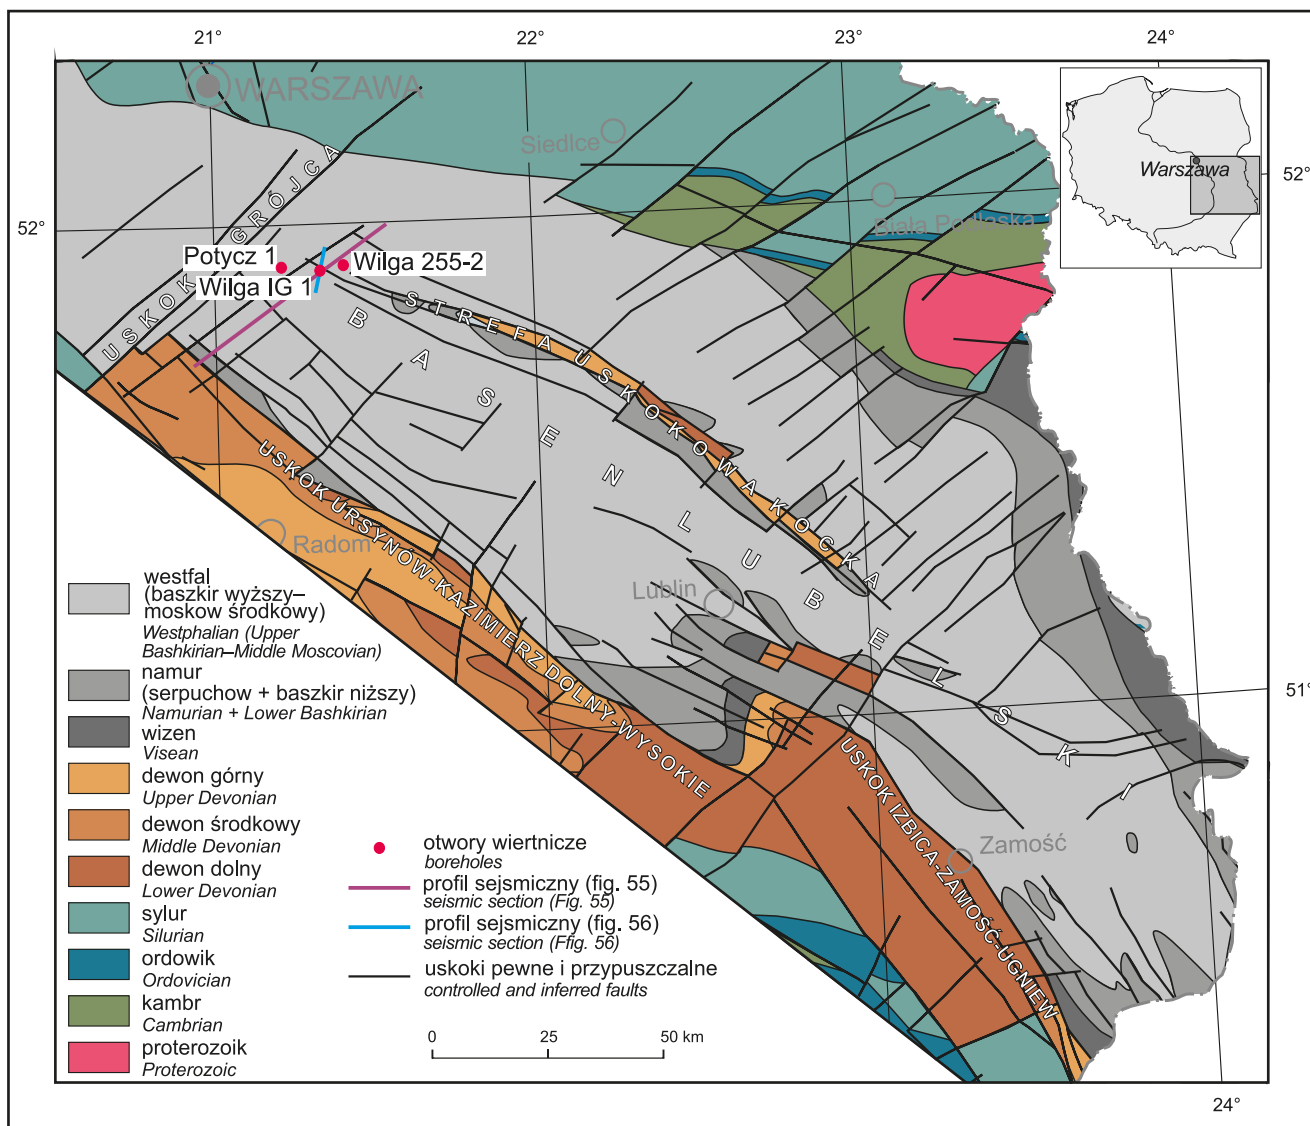 21°
22°
23°
24°
52°
52°
51°
24°
WARSZAWA
Siedlce
Biała Podlaska
Warszawa
USKOK GRÓJCA
Potycz 1
Wilga IG 1
Wilga 255-2
STREFA USKOKOWA KOCKA
BASEN LUBELSKI
USKOK URSYNÓW-KAZIMIERZ DOLNY-WYSOKIE
Radom
Lublin
USKOK IZBICA-ZAMOŚĆ-UGNIEW
Zamość
westfal
(baszkir wyższy–
moskow środkowy)
Westphalian (Upper
Bashkirian–Middle Moscovian)
namur
(serpuchow + baszkir niższy)
Namurian + Lower Bashkirian
wizen
Visean
dewon górny
Upper Devonian
dewon środkowy
Middle Devonian
dewon dolny
Lower Devonian
sylur
Silurian
ordowik
Ordovician
kambr
Cambrian
proterozoik
Proterozoic
otwory wiertnicze
boreholes
profil sejsmiczny (fig. 55)
seismic section (Fig. 55)
profil sejsmiczny (fig. 56)
seismic section (Ffig. 56)
uskoki pewne i przypuszczalne
controlled and inferred faults
0 25 50 km